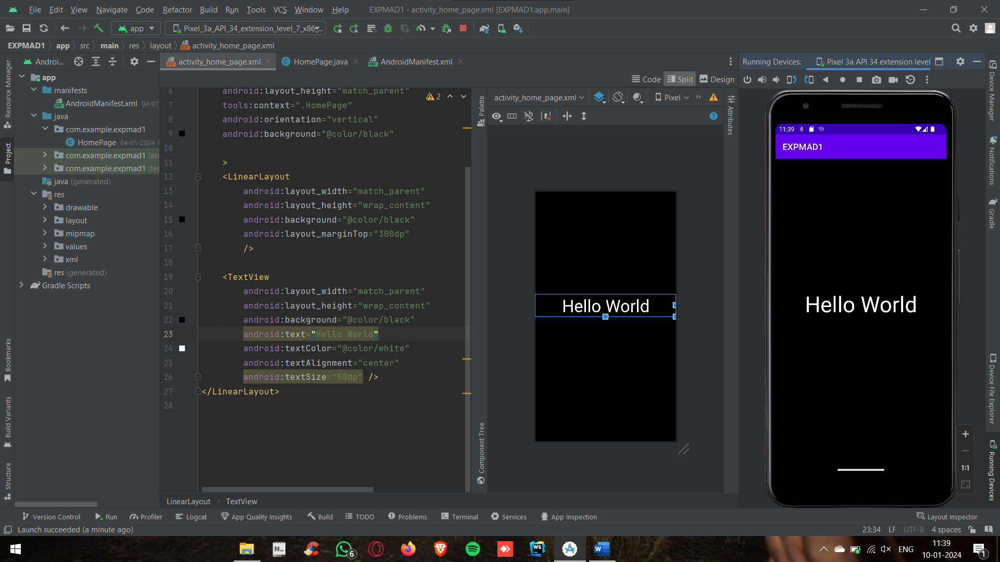 File Edit View Navigate Code Refactor Build Run Tools VCS Window Help EXPMAD1 - activity_home_page.xml [EXPMAD1.app.main]
app Pixel_3a_API_34_extension_level_7_x86
EXPMAD1 app src main res layout activity_home_page.xml
Androi...
activity_home_page.xml HomePage.java AndroidManifest.xml
Running Devices: Pixel 3a API 34 extension level
Code Split Design
Resource Manager
Project
Bookmarks
Build Variants
Structure
app
manifests
AndroidManifest.xml 04-01
java
com.example.expmad1
HomePage 04-01-2024 1
com.example.expmad1 (an
com.example.expmad1 (tes
java (generated)
res
drawable
layout
mipmap
values
xml
res (generated)
Gradle Scripts
6 android:layout_height="match_parent"
7 tools:context=".HomePage"
8 android:orientation="vertical"
9 android:background="@color/black"
10
11 >
12 <LinearLayout
13 android:layout_width="match_parent"
14 android:layout_height="wrap_content"
15 android:background="@color/black"
16 android:layout_marginTop="300dp"
17 />
18
19 <TextView
20 android:layout_width="match_parent"
21 android:layout_height="wrap_content"
22 android:background="@color/black"
23 android:text="Hello World"
24 android:textColor="@color/white"
25 android:textAlignment="center"
26 android:textSize="50dp" />
27 </LinearLayout>
28
2
LinearLayout TextView
Palette
Component Tree
activity_home_page.xml Pixel
Hello World
Attributes
11:39
EXPMAD1
Hello World
1:1
Device Manager
Notifications
Gradle
Device File Explorer
Running Devices
Version Control Run Profiler Logcat App Quality Insights Build TODO Problems Terminal Services App Inspection Layout Inspector
Launch succeeded (a minute ago) 23:34 LF UTF-8 4 spaces
N_
6
WS
W
ENG
11:39
10-01-2024
1